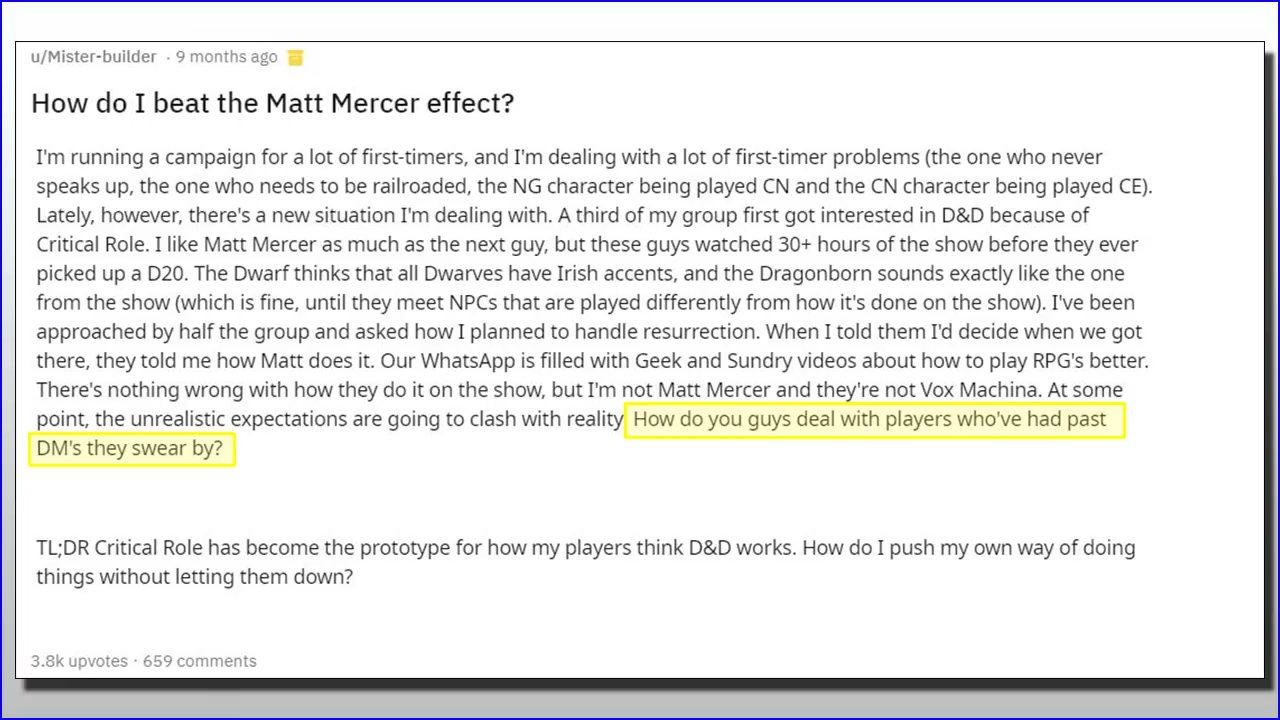 u/Mister-builder · 9 months ago
How do I beat the Matt Mercer effect?
I'm running a campaign for a lot of first-timers, and I'm dealing with a lot of first-timer problems (the one who never
speaks up, the one who needs to be railroaded, the NG character being played CN and the CN character being played CE).
Lately, however, there's a new situation I'm dealing with. A third of my group first got interested in D&D because of
Critical Role. I like Matt Mercer as much as the next guy, but these guys watched 30+ hours of the show before they ever
picked up a D20. The Dwarf thinks that all Dwarves have Irish accents, and the Dragonborn sounds exactly like the one
from the show (which is fine, until they meet NPCs that are played differently from how it's done on the show). I've been
approached by half the group and asked how I planned to handle resurrection. When I told them I'd decide when we got
there, they told me how Matt does it. Our WhatsApp is filled with Geek and Sundry videos about how to play RPG's better.
There's nothing wrong with how they do it on the show, but I'm not Matt Mercer and they're not Vox Machina. At some
point, the unrealistic expectations are going to clash with reality How do you guys deal with players who've had past
DM's they swear by?
TL;DR Critical Role has become the prototype for how my players think D&D works. How do I push my own way of doing
things without letting them down?
3.8k upvotes · 659 comments